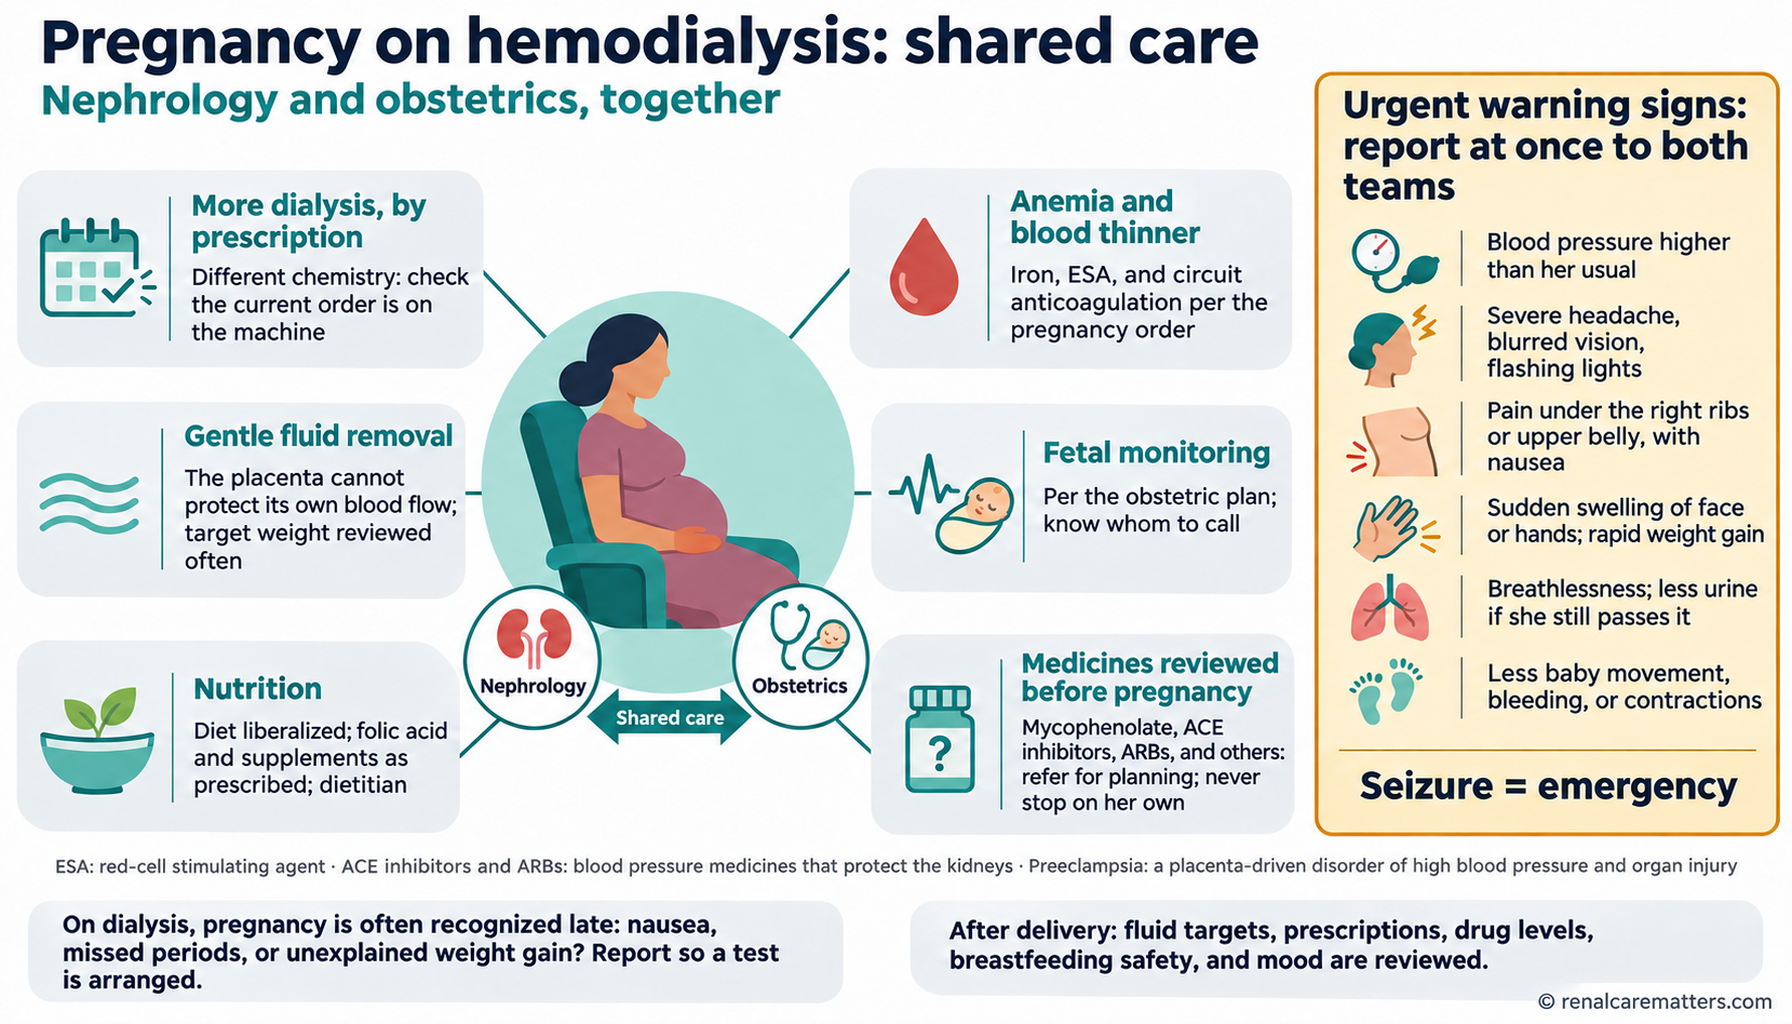 Pregnancy on hemodialysis: shared care
Nephrology and obstetrics, together
More dialysis, by
prescription
Different chemistry: check
the current order is on
the machine
Gentle fluid removal
The placenta cannot
protect its own blood flow;
target weight reviewed
often
Nutrition
Diet liberalized; folic acid
and supplements as
prescribed; dietitian
Nephrology
Shared care
Obstetrics
Anemia and
blood thinner
Iron, ESA, and circuit
anticoagulation per the
pregnancy order
Fetal monitoring
Per the obstetric plan;
know whom to call
Medicines reviewed
before pregnancy
?
Mycophenolate, ACE
inhibitors, ARBs, and others:
refer for planning; never
stop on her own
Urgent warning signs:
report at once to both
teams
Blood pressure higher
than her usual
Severe headache,
blurred vision,
flashing lights
Pain under the right ribs
or upper belly, with
nausea
Sudden swelling of face
or hands; rapid weight gain
Breathlessness; less urine
if she still passes it
Less baby movement,
bleeding, or contractions
Seizure = emergency
ESA: red-cell stimulating agent · ACE inhibitors and ARBs: blood pressure medicines that protect the kidneys · Preeclampsia: a placenta-driven disorder of high blood pressure and organ injury
On dialysis, pregnancy is often recognized late: nausea,
missed periods, or unexplained weight gain? Report so a test
is arranged.
After delivery: fluid targets, prescriptions, drug levels,
breastfeeding safety, and mood are reviewed.
© renalcarematters.com